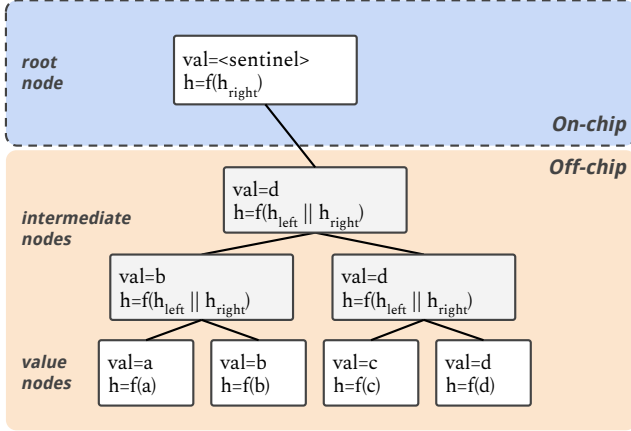 root
node
val=<sentinel>
h=f(h_right)
On-chip
Off-chip
intermediate
nodes
val=d
h=f(h_left || h_right)
val=b
h=f(h_left || h_right)
val=d
h=f(h_left || h_right)
value
nodes
val=a
h=f(a)
val=b
h=f(b)
val=c
h=f(c)
val=d
h=f(d)